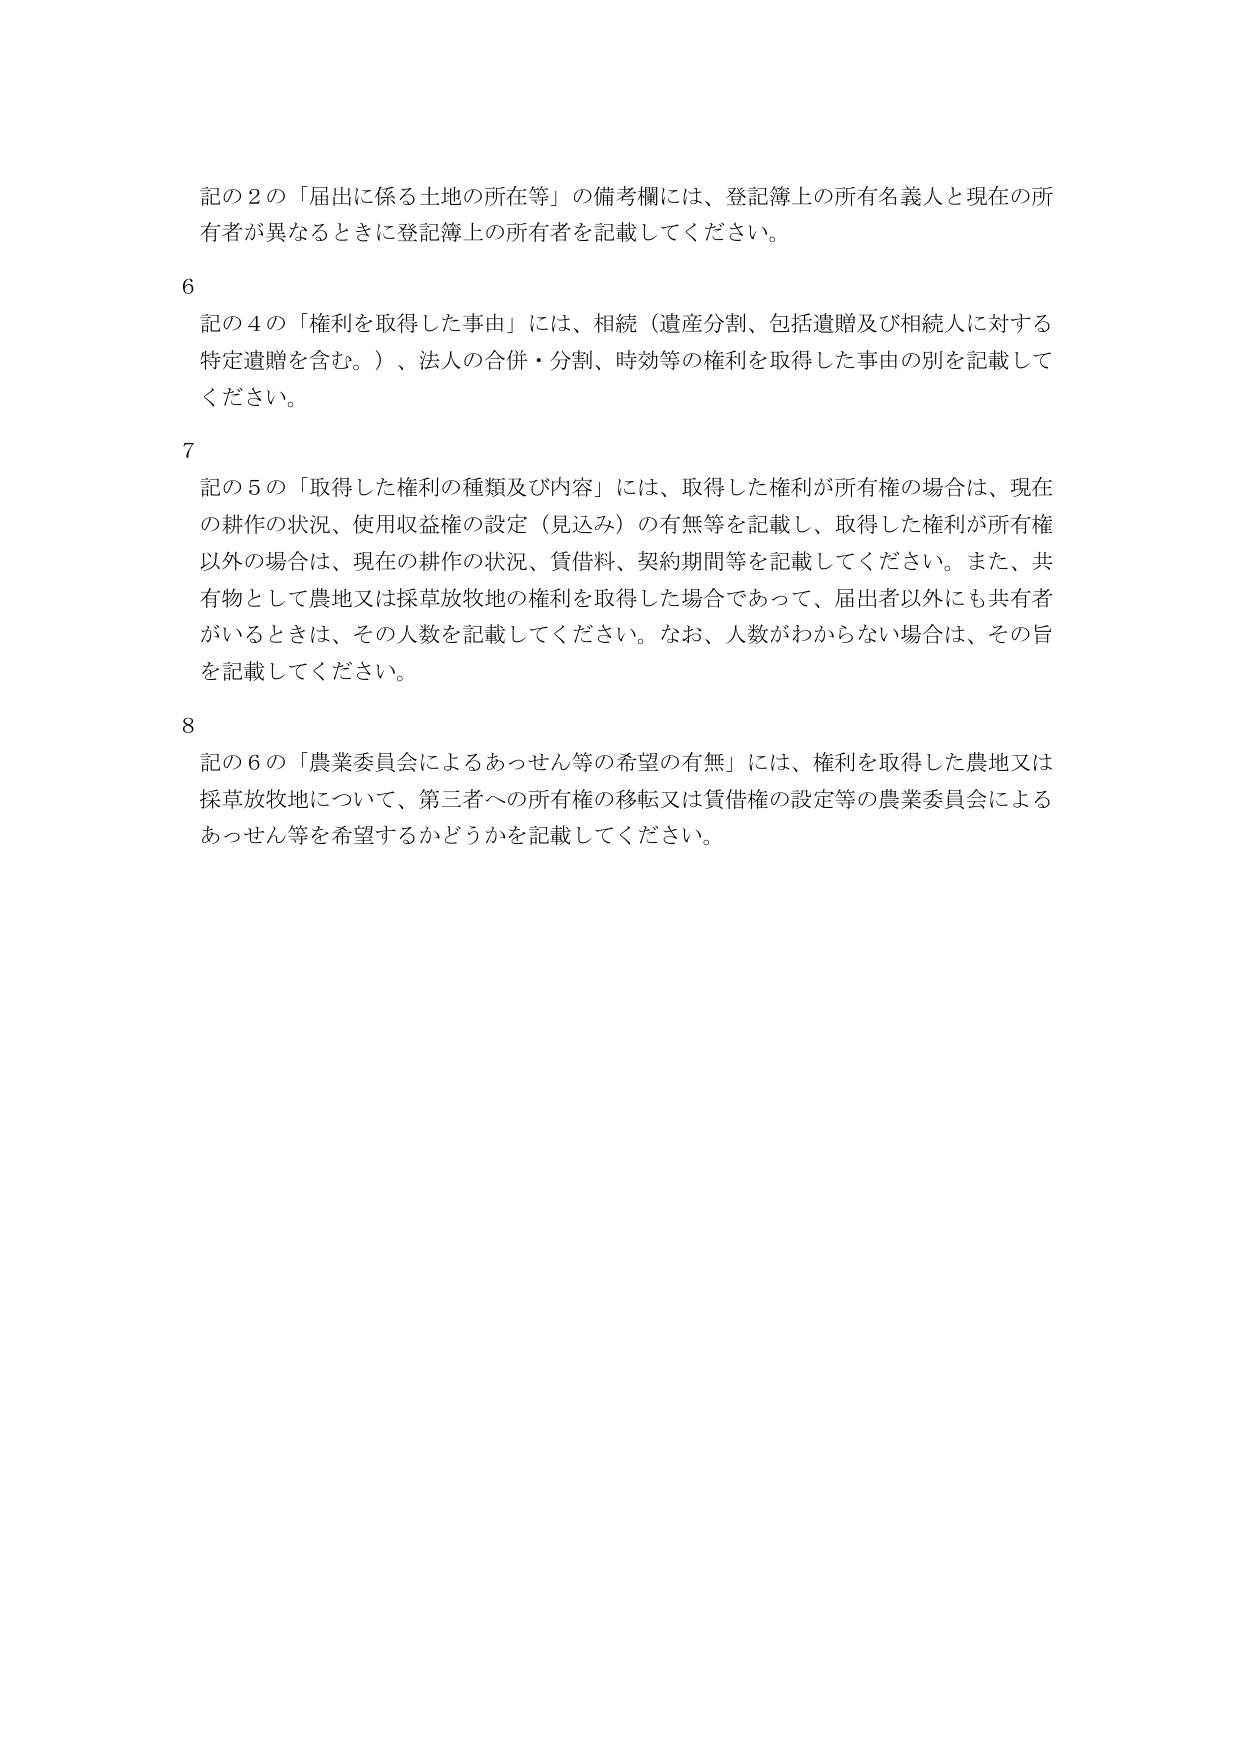 記の２の「届出に係る土地の所在等」の備考欄には、登記簿上の所有名義人と現在の所
有者が異なるときに登記簿上の所有者を記載してください。
６
記の４の「権利を取得した事由」には、相続（遺産分割、包括遺贈及び相続人に対する
特定遺贈を含む。）、法人の合併・分割、時効等の権利を取得した事由の別を記載して
ください。
７
記の５の「取得した権利の種類及び内容」には、取得した権利が所有権の場合は、現在
の耕作の状況、使用収益権の設定（見込み）の有無等を記載し、取得した権利が所有権
以外の場合は、現在の耕作の状況、賃借料、契約期間等を記載してください。また、共
有物として農地又は採草放牧地の権利を取得した場合であって、届出者以外にも共有者
がいるときは、その人数を記載してください。なお、人数がわからない場合は、その旨
を記載してください。
８
記の６の「農業委員会によるあっせん等の希望の有無」には、権利を取得した農地又は
採草放牧地について、第三者への所有権の移転又は賃借権の設定等の農業委員会による
あっせん等を希望するかどうかを記載してください。